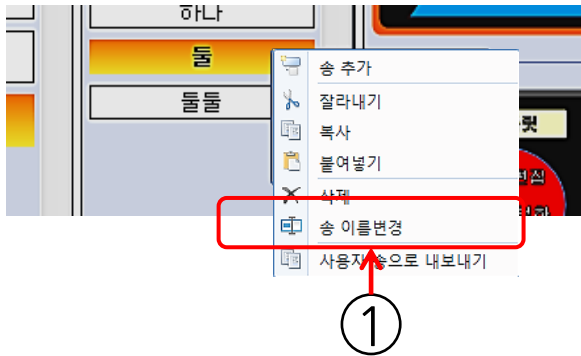 하나
둘
둘둘
송 추가
잘라내기
복사
붙여넣기
삭제
송 이름변경
사용자 송으로 내보내기
①